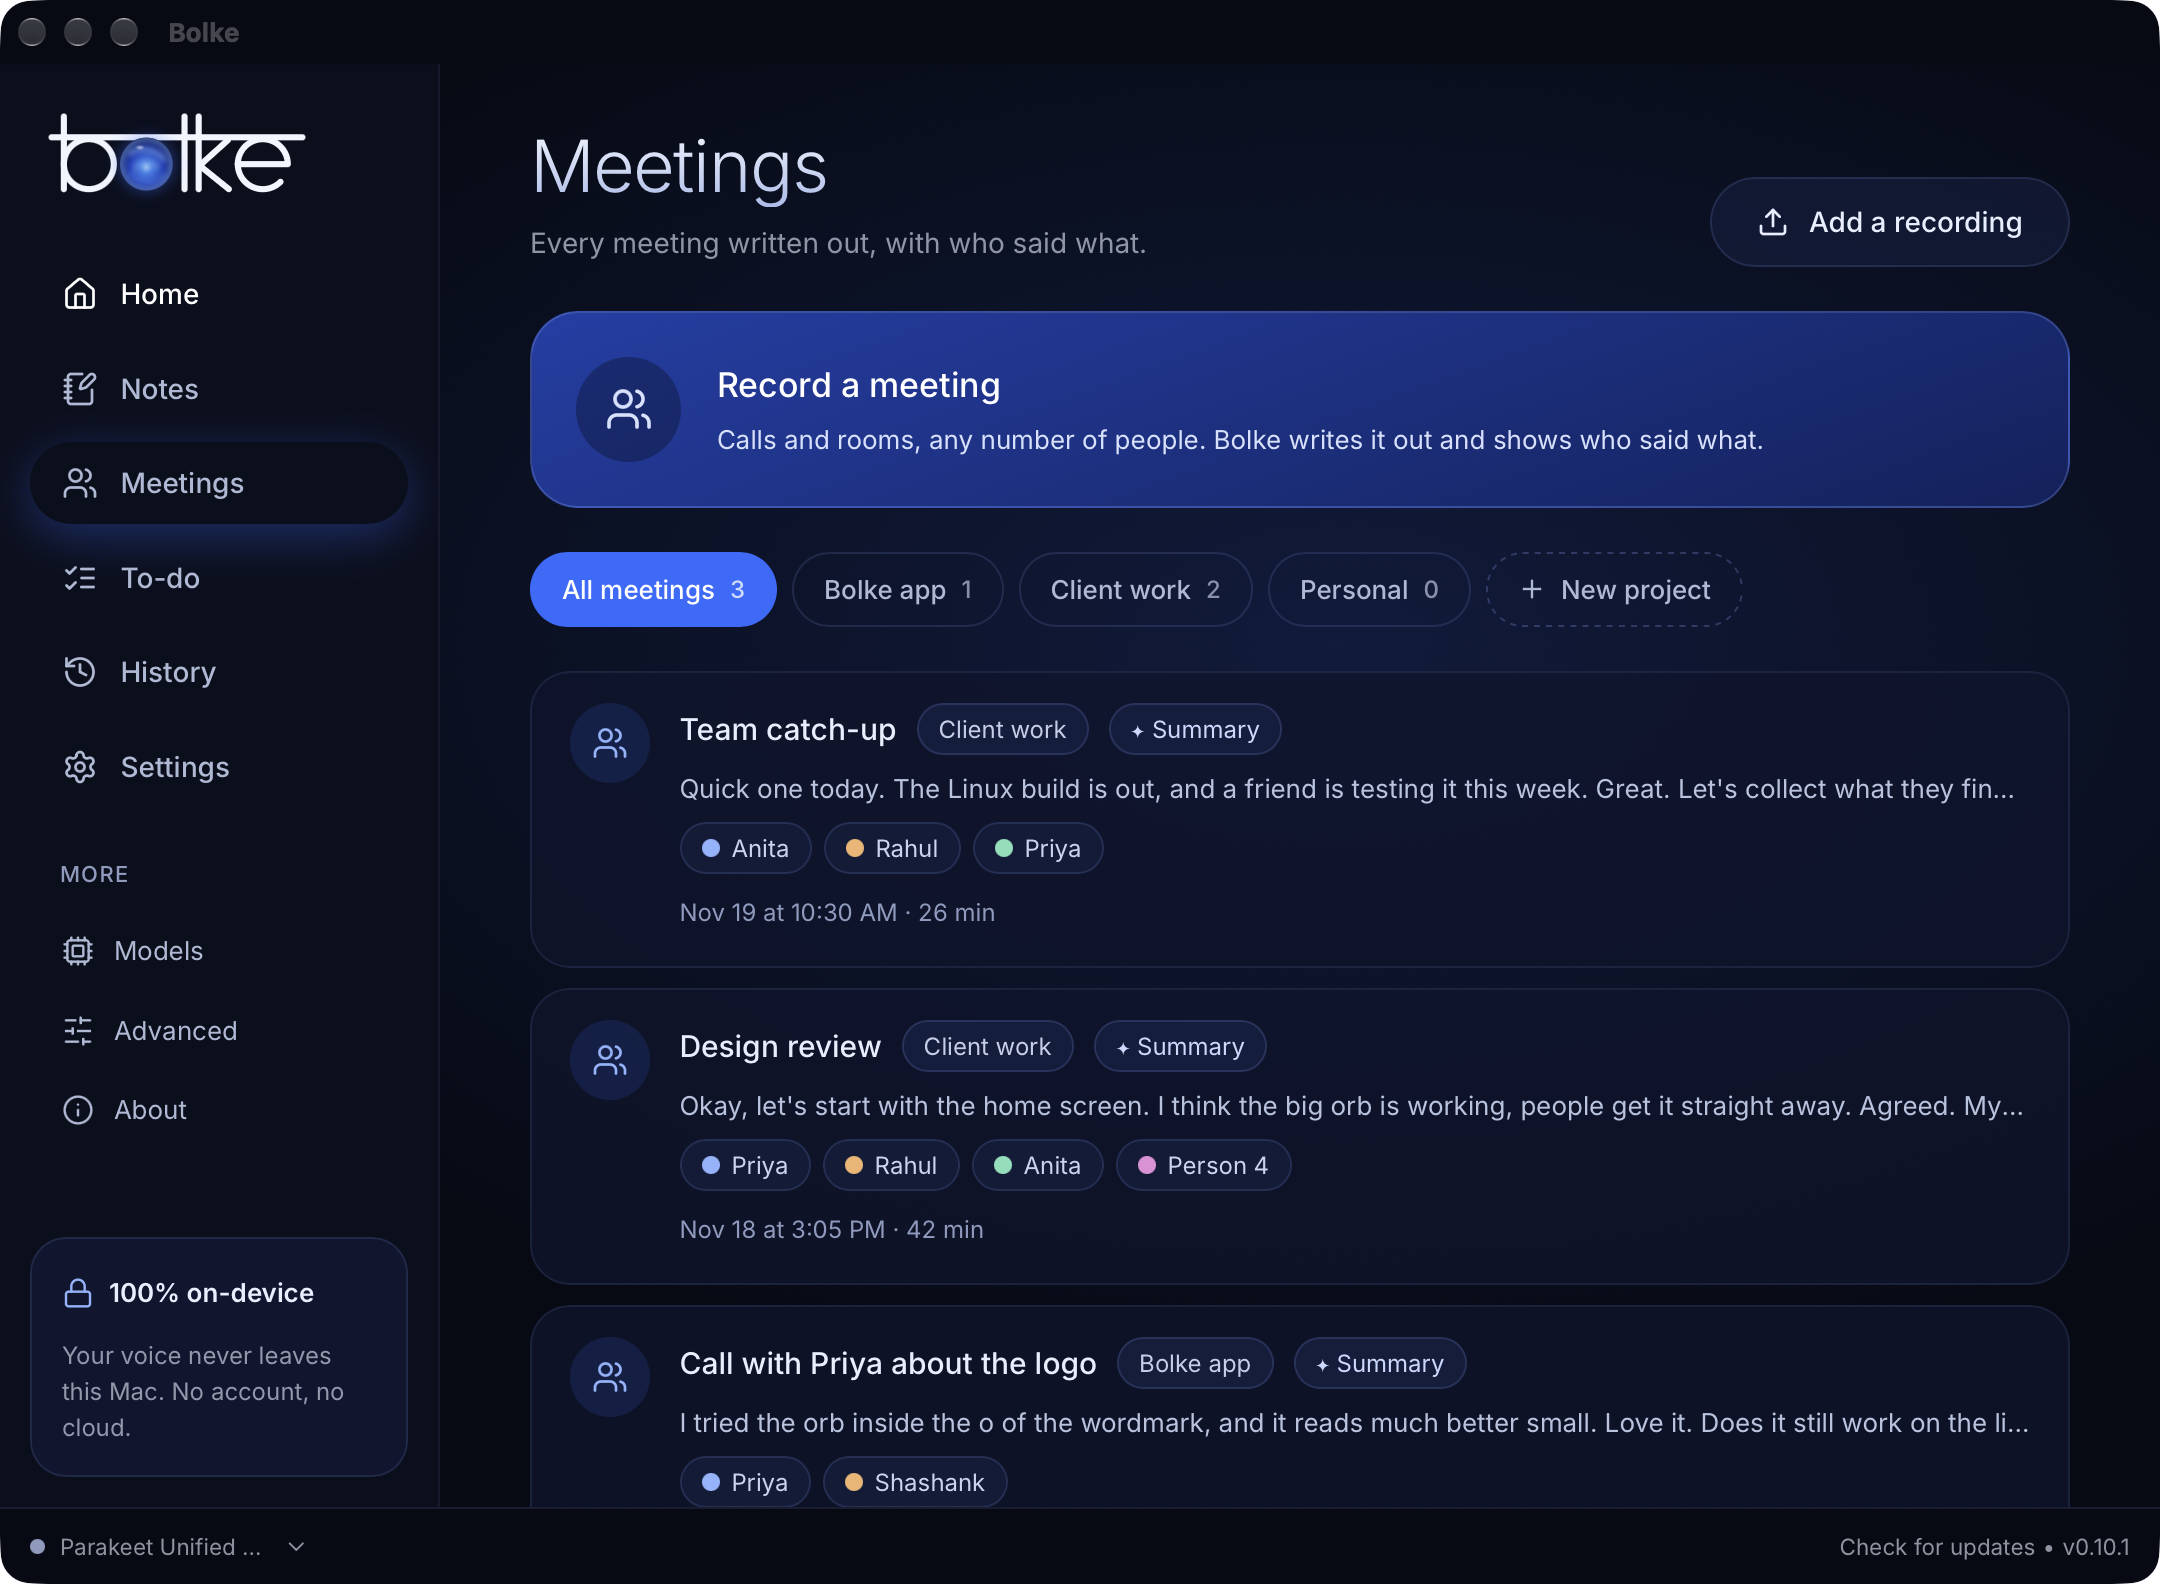 Bolke
bolke
Home
Notes
Meetings
To-do
History
Settings
MORE
Models
Advanced
About
100% on-device
Your voice never leaves
this Mac. No account, no
cloud.
Meetings
Every meeting written out, with who said what.
Add a recording
Record a meeting
Calls and rooms, any number of people. Bolke writes it out and shows who said what.
All meetings 3
Bolke app 1
Client work 2
Personal 0
+ New project
Team catch-up Client work ✦ Summary
Quick one today. The Linux build is out, and a friend is testing it this week. Great. Let's collect what they fin...
Anita Rahul Priya
Nov 19 at 10:30 AM · 26 min
Design review Client work ✦ Summary
Okay, let's start with the home screen. I think the big orb is working, people get it straight away. Agreed. My...
Priya Rahul Anita Person 4
Nov 18 at 3:05 PM · 42 min
Call with Priya about the logo Bolke app ✦ Summary
I tried the orb inside the o of the wordmark, and it reads much better small. Love it. Does it still work on the li...
Priya Shashank
Parakeet Unified ...
Check for updates • v0.10.1